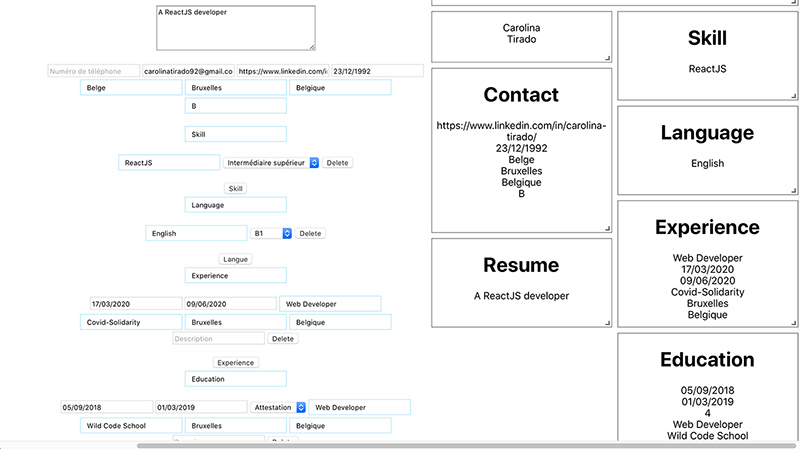 A ReactJS developer
Numéro de téléphone carolinatirado92@gmail.co https://www.linkedin.com/i 23/12/1992
Belge Bruxelles Belgique
B
Skill
ReactJS Intermédiaire supérieur Delete
Skill
Language
English B1 Delete
Langue
Experience
17/03/2020 09/06/2020 Web Developer
Covid-Solidarity Bruxelles Belgique
Description Delete
Experience
Education
05/09/2018 01/03/2019 Attestation Web Developer
Wild Code School Bruxelles Belgique
Carolina
Tirado
Contact
https://www.linkedin.com/in/carolina-
tirado/
23/12/1992
Belge
Bruxelles
Belgique
B
Resume
A ReactJS developer
Skill
ReactJS
Language
English
Experience
Web Developer
17/03/2020
09/06/2020
Covid-Solidarity
Bruxelles
Belgique
Education
05/09/2018
01/03/2019
4
Web Developer
Wild Code School